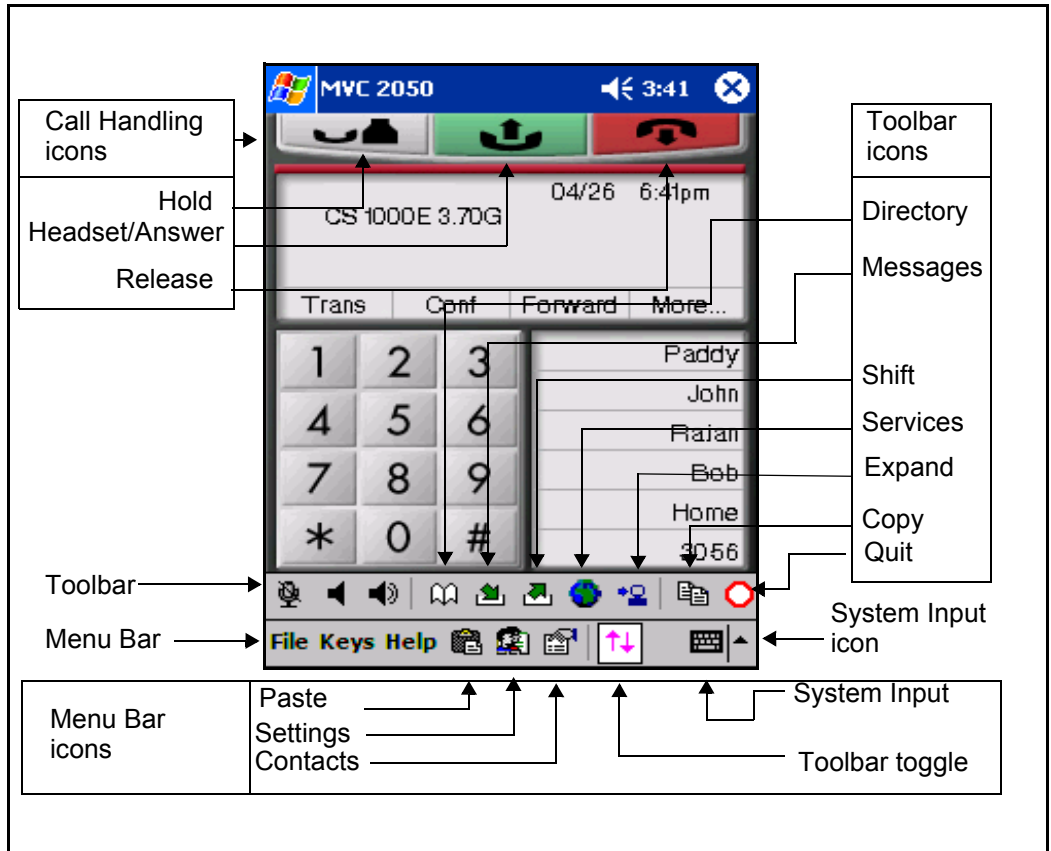 MVC 2050 3:41
Call Handling
icons
Hold
Headset/Answer
Release
04/26 6:41pm
CS 1000E 3.70G
Trans Conf Forward More...
1 2 3
4 5 6
7 8 9
* 0 #
Paddy
John
Rajan
Bob
Home
3056
Toolbar
icons
Directory
Messages
Shift
Services
Expand
Copy
Quit
Toolbar
Menu Bar
File Keys Help
System Input
icon
Menu Bar
icons
Paste
Settings
Contacts
System Input
Toolbar toggle